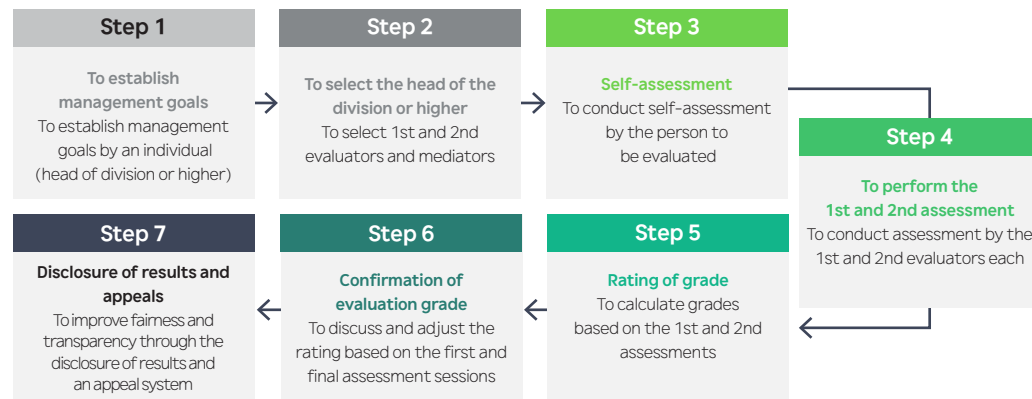 Step 1
To establish
management goals
To establish management
goals by an individual
(head of division or higher)
Step 2
To select the head of the
division or higher
To select 1st and 2nd
evaluators and mediators
Step 3
Self-assessment
To conduct self-assessment
by the person to
be evaluated
Step 4
To perform the
1st and 2nd assessment
To conduct assessment by the
1st and 2nd evaluators each
Step 5
Rating of grade
To calculate grades
based on the 1st and 2nd
assessments
Step 6
Confirmation of
evaluation grade
To discuss and adjust the
rating based on the first and
final assessment sessions
Step 7
Disclosure of results and
appeals
To improve fairness and
transparency through the
disclosure of results and
an appeal system